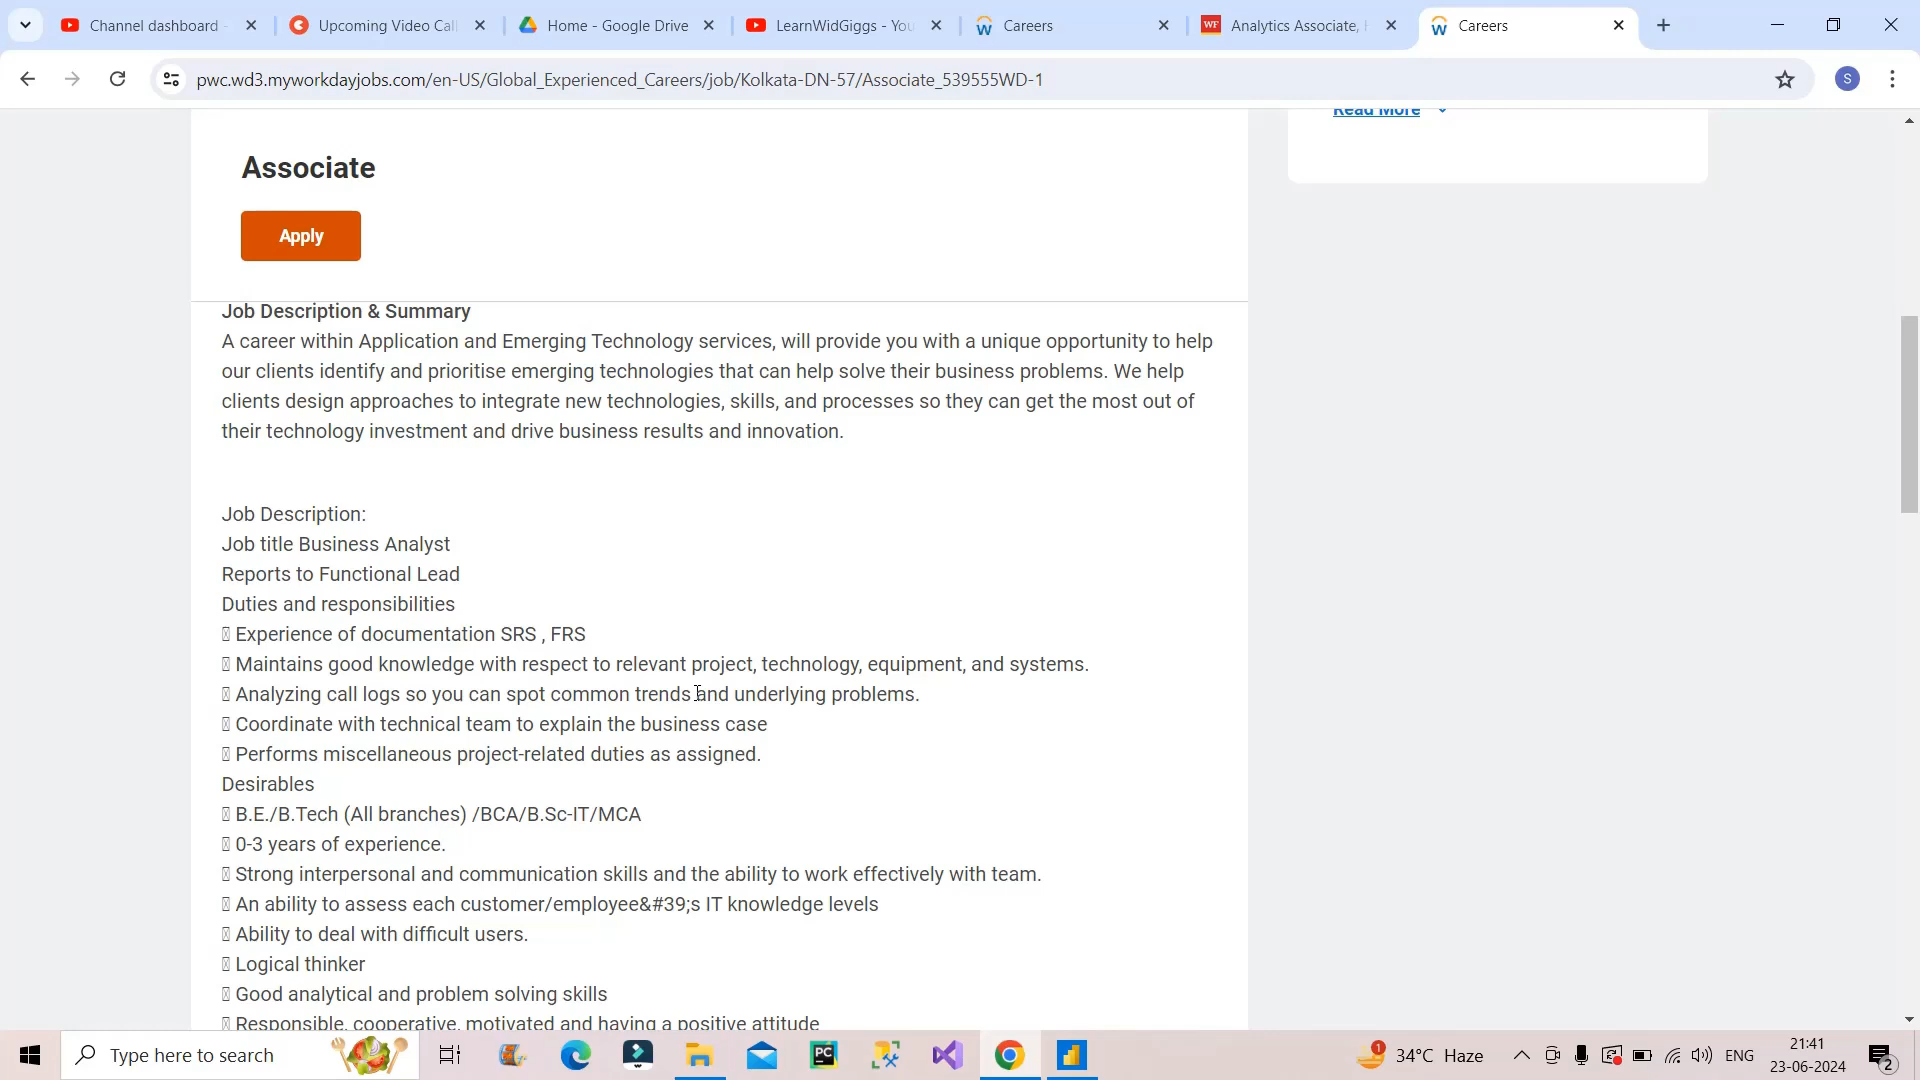 Channel dashboard -
Upcoming Video Cal
Home - Google Drive
LearnWidGiggs - You
Careers
WF
Analytics Associate,
Careers
pwc.wd3.myworkdayjobs.com/en-US/Global_Experienced_Careers/job/Kolkata-DN-57/Associate_539555WD-1
S
Read More
Associate
Apply
Job Description & Summary
A career within Application and Emerging Technology services, will provide you with a unique opportunity to help
our clients identify and prioritise emerging technologies that can help solve their business problems. We help
clients design approaches to integrate new technologies, skills, and processes so they can get the most out of
their technology investment and drive business results and innovation.
Job Description:
Job title Business Analyst
Reports to Functional Lead
Duties and responsibilities
Experience of documentation SRS , FRS
Maintains good knowledge with respect to relevant project, technology, equipment, and systems.
Analyzing call logs so you can spot common trends and underlying problems.
Coordinate with technical team to explain the business case
Performs miscellaneous project-related duties as assigned.
Desirables
B.E./B.Tech (All branches) /BCA/B.Sc-IT/MCA
0-3 years of experience.
Strong interpersonal and communication skills and the ability to work effectively with team.
An ability to assess each customer/employee&#39;s IT knowledge levels
Ability to deal with difficult users.
Logical thinker
Good analytical and problem solving skills
Responsible, cooperative, motivated and having a positive attitude
Type here to search
PC
1
34°C Haze
ENG
21:41
23-06-2024
2